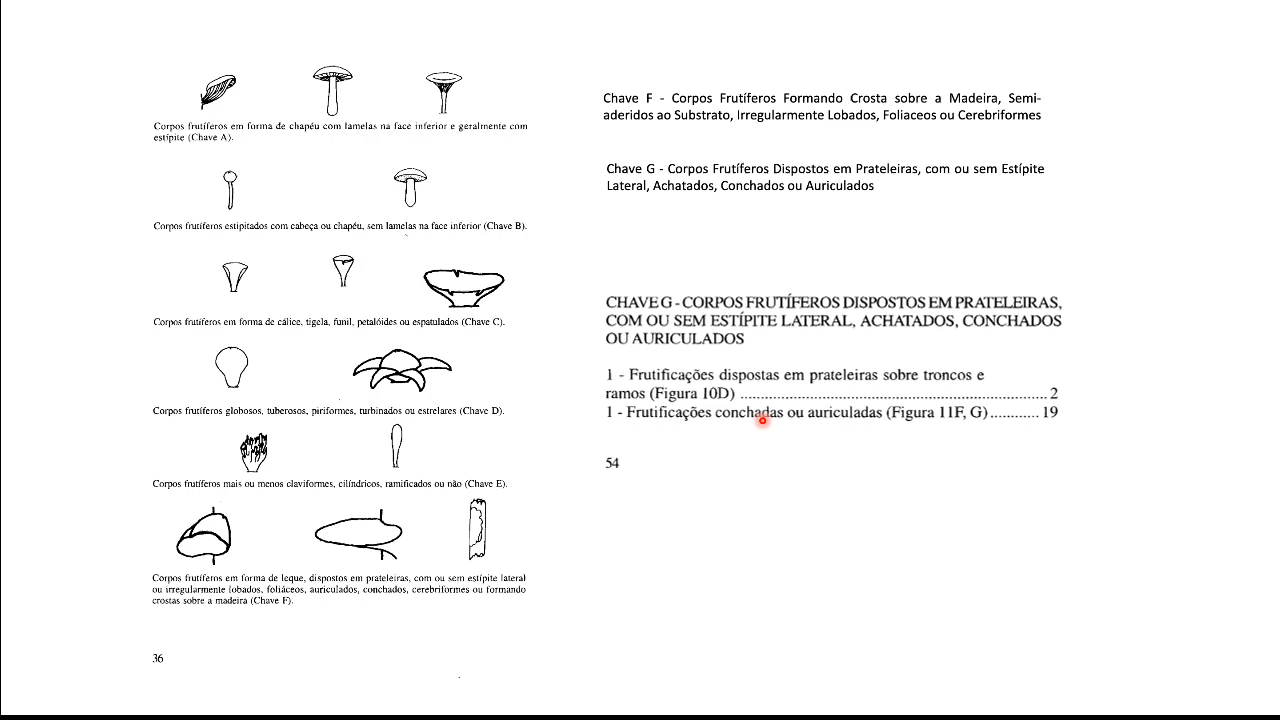 Corpos frutíferos em forma de chapéu com lamelas na face inferior e geralmente com
estípite (Chave A).
Corpos frutíferos estipitados com cabeça ou chapéu, sem lamelas na face inferior (Chave B).
Corpos frutíferos em forma de cálice, tigela, funil, petalóides ou espatulados (Chave C).
Corpos frutíferos globosos, tuberosos, piriformes, turbinados ou estrelares (Chave D).
Corpos frutíferos mais ou menos claviformes, cilíndricos, ramificados ou não (Chave E).
Corpos frutíferos em forma de leque, dispostos em prateleiras, com ou sem estípite lateral
ou irregularmente lobados, foliáceos, auriculados, conchados, cerebriformes ou formando
crostas sobre a madeira (Chave F).
36
Chave F - Corpos Frutíferos Formando Crosta sobre a Madeira, Semi-
aderidos ao Substrato, Irregularmente Lobados, Foliaceos ou Cerebriformes
Chave G - Corpos Frutíferos Dispostos em Prateleiras, com ou sem Estípite
Lateral, Achatados, Conchados ou Auriculados
CHAVE G - CORPOS FRUTÍFEROS DISPOSTOS EM PRATELEIRAS,
COM OU SEM ESTÍPITE LATERAL, ACHATADOS, CONCHADOS
OU AURICULADOS
1 - Frutificações dispostas em prateleiras sobre troncos e
ramos (Figura 10D) ................................................................ 2
1 - Frutificações conchadas ou auriculadas (Figura 11F, G) ............ 19
54